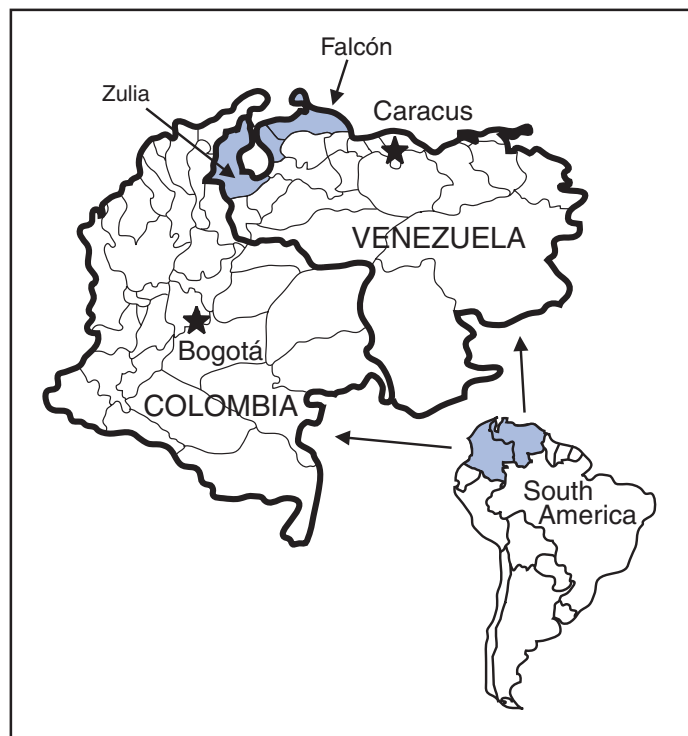 Falcón
Zulia
Caracus
VENEZUELA
Bogotá
COLOMBIA
South
America